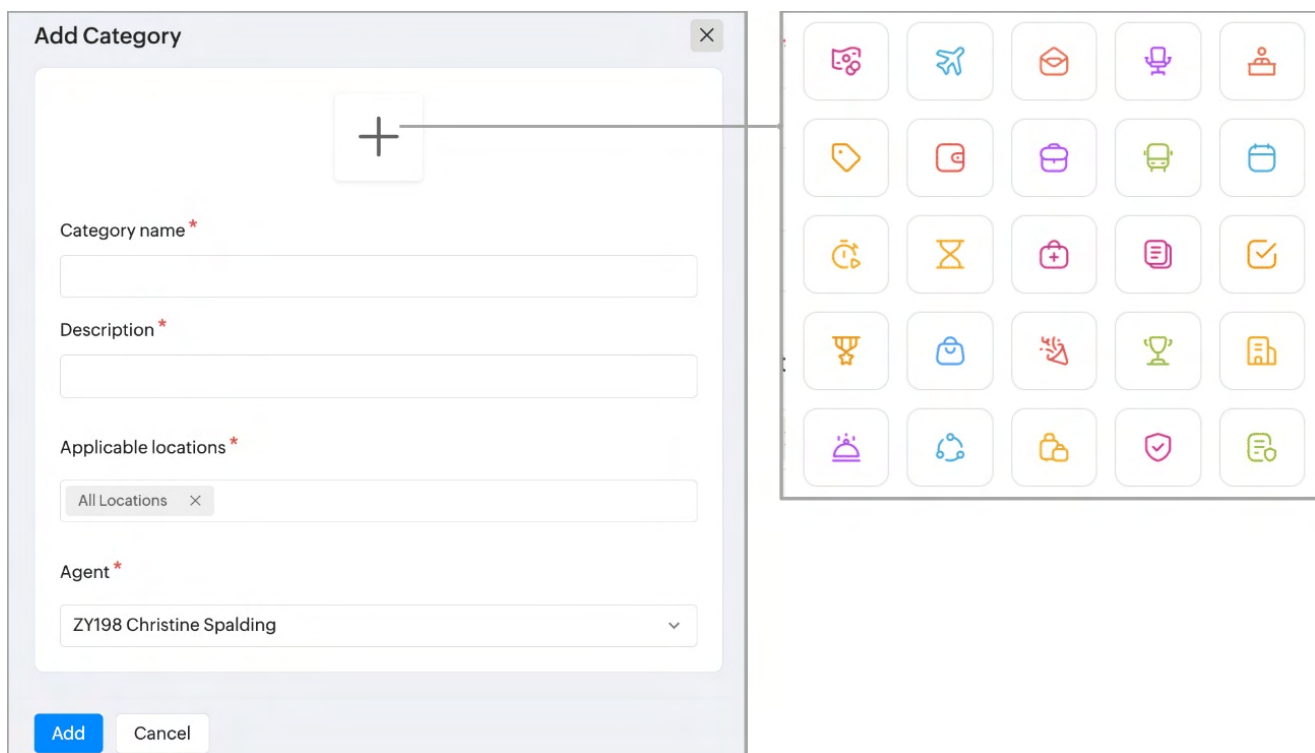 Add Category
Category name *
Description *
Applicable locations *
All Locations
Agent *
ZY198 Christine Spalding
Add
Cancel